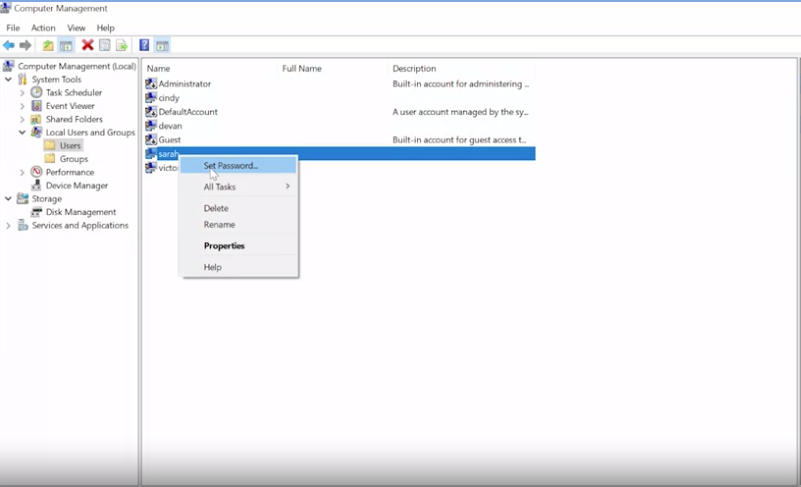 Computer Management
File Action View Help
Computer Management (Local)
System Tools
Task Scheduler
Event Viewer
Shared Folders
Local Users and Groups
Users
Groups
Performance
Device Manager
Storage
Disk Management
Services and Applications
Name Full Name Description
Administrator Built-in account for administering ...
cindy
DefaultAccount A user account managed by the sy...
devan
Guest Built-in account for guest access t...
sarah
victo
Set Password...
All Tasks
Delete
Rename
Properties
Help